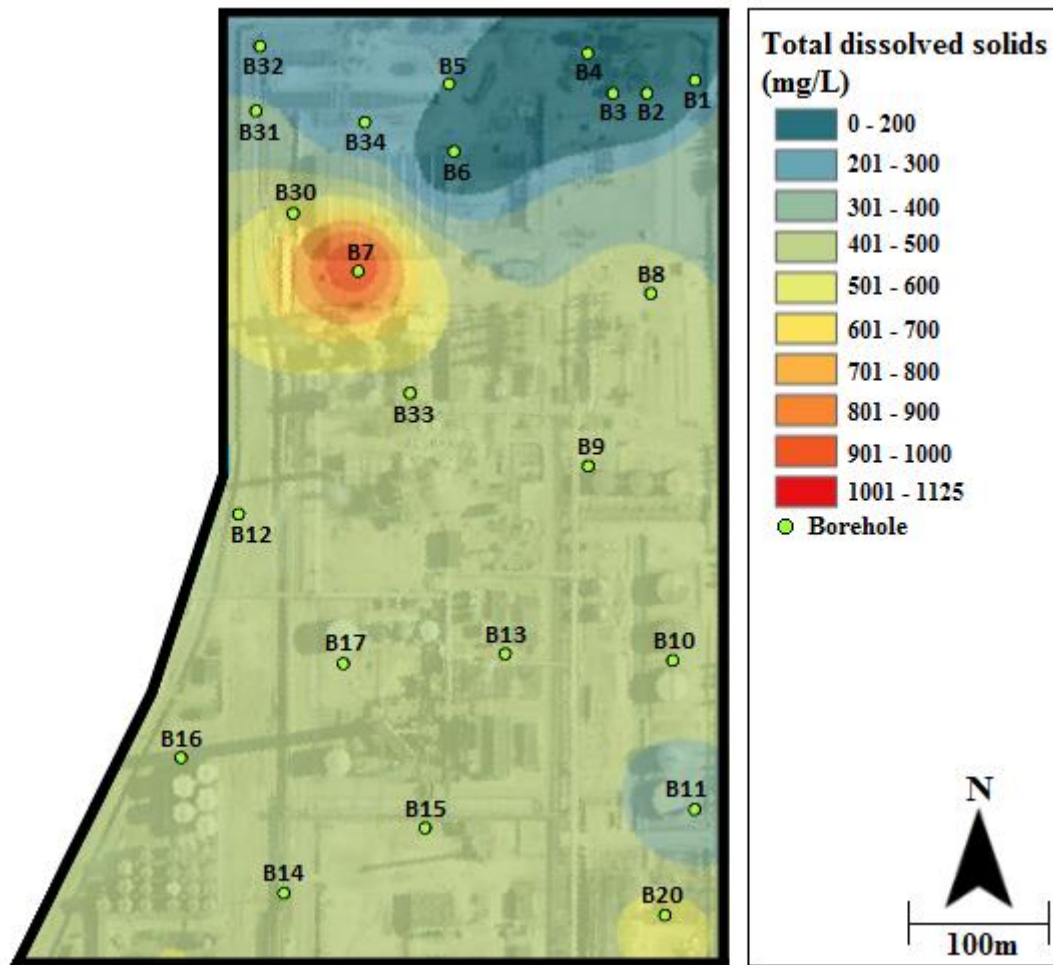 B32
B5
B4
B1
B3
B2
B31
B34
B6
B30
B7
B8
B33
B9
B12
B17
B13
B10
B16
B11
B15
B14
B20
Total dissolved solids
(mg/L)
0 - 200
201 - 300
301 - 400
401 - 500
501 - 600
601 - 700
701 - 800
801 - 900
901 - 1000
1001 - 1125
Borehole
N
100m